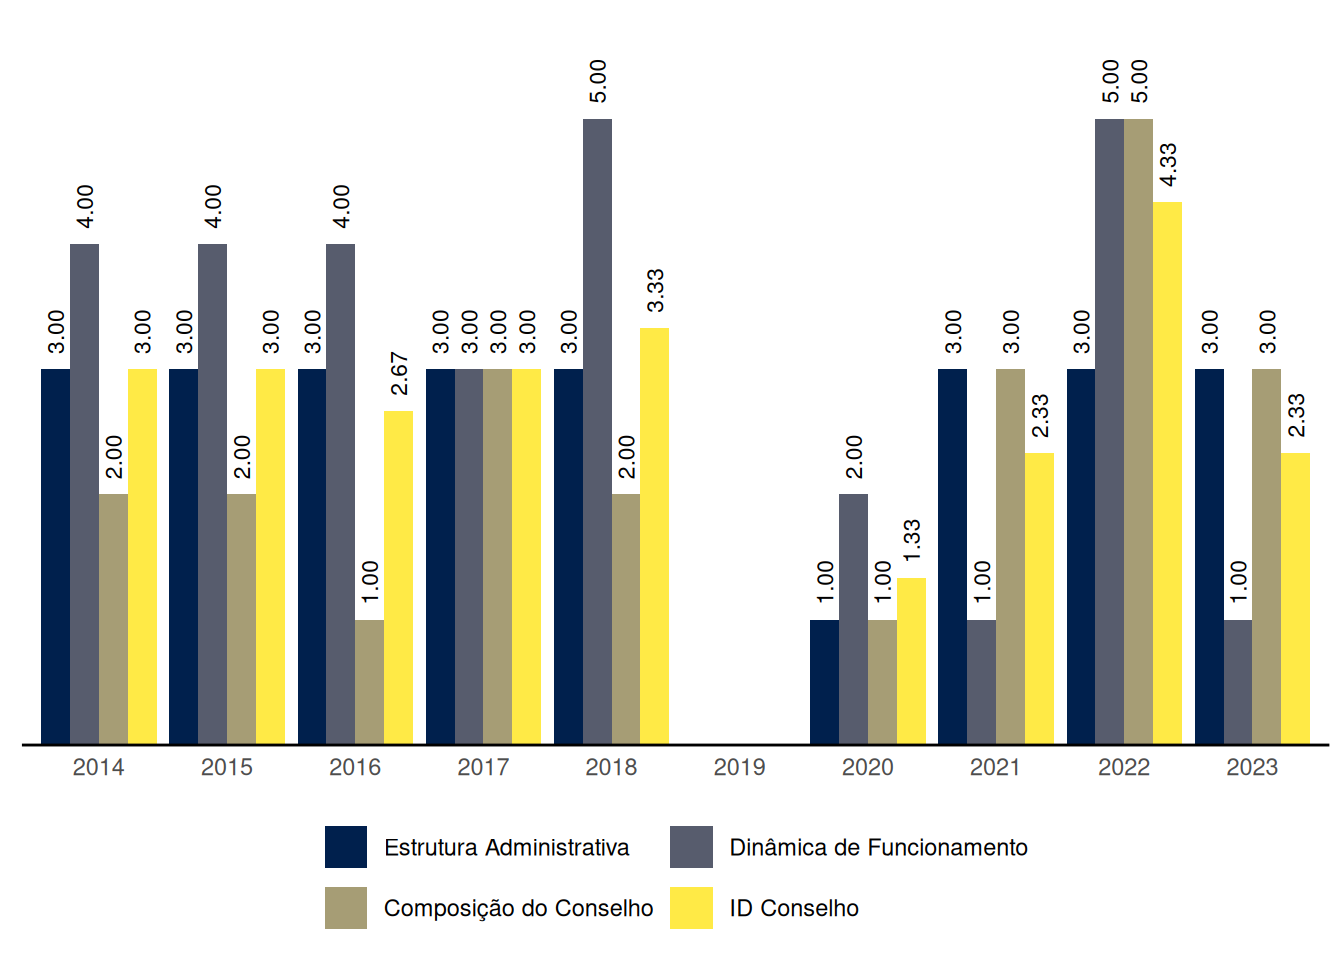 3.00 4.00 2.00 3.00
3.00 4.00 2.00 3.00
3.00 4.00 1.00 2.67
3.00 3.00 3.00 3.00
3.00 5.00 2.00 3.33
1.00 2.00 1.00 1.33
3.00 1.00 3.00 2.33
3.00 5.00 5.00 4.33
3.00 1.00 3.00 2.33
2014 2015 2016 2017 2018 2019 2020 2021 2022 2023
Estrutura Administrativa Dinâmica de Funcionamento
Composição do Conselho ID Conselho